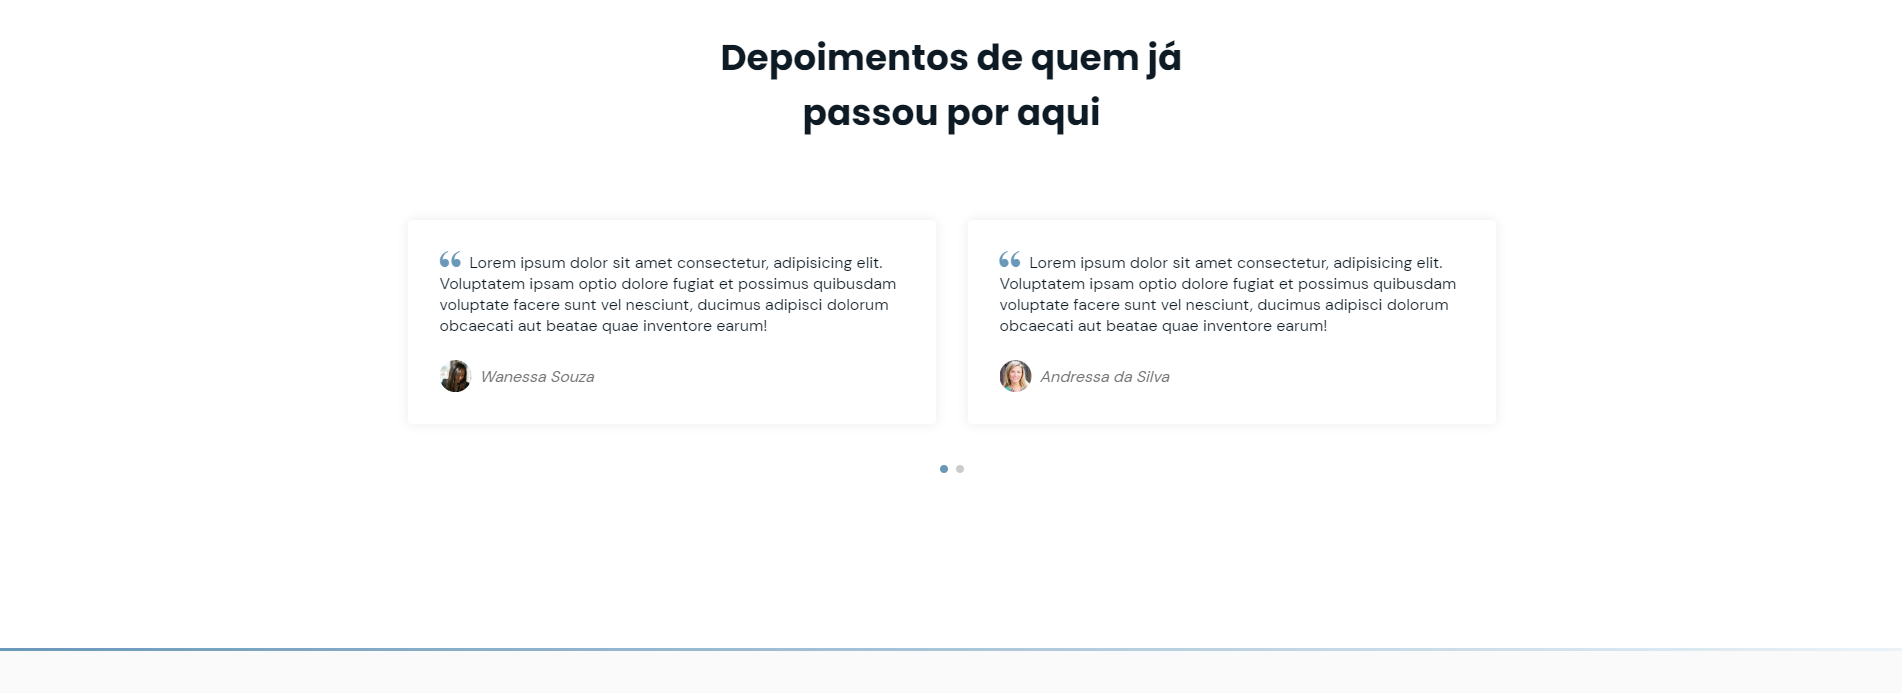 Depoimentos de quem já
passou por aqui
“ Lorem ipsum dolor sit amet consectetur, adipisicing elit.
Voluptatem ipsam optio dolore fugiat et possimus quibusdam
voluptate facere sunt vel nesciunt, ducimus adipisci dolorum
obcaecati aut beatae quae inventore earum!
Wanessa Souza
“ Lorem ipsum dolor sit amet consectetur, adipisicing elit.
Voluptatem ipsam optio dolore fugiat et possimus quibusdam
voluptate facere sunt vel nesciunt, ducimus adipisci dolorum
obcaecati aut beatae quae inventore earum!
Andressa da Silva